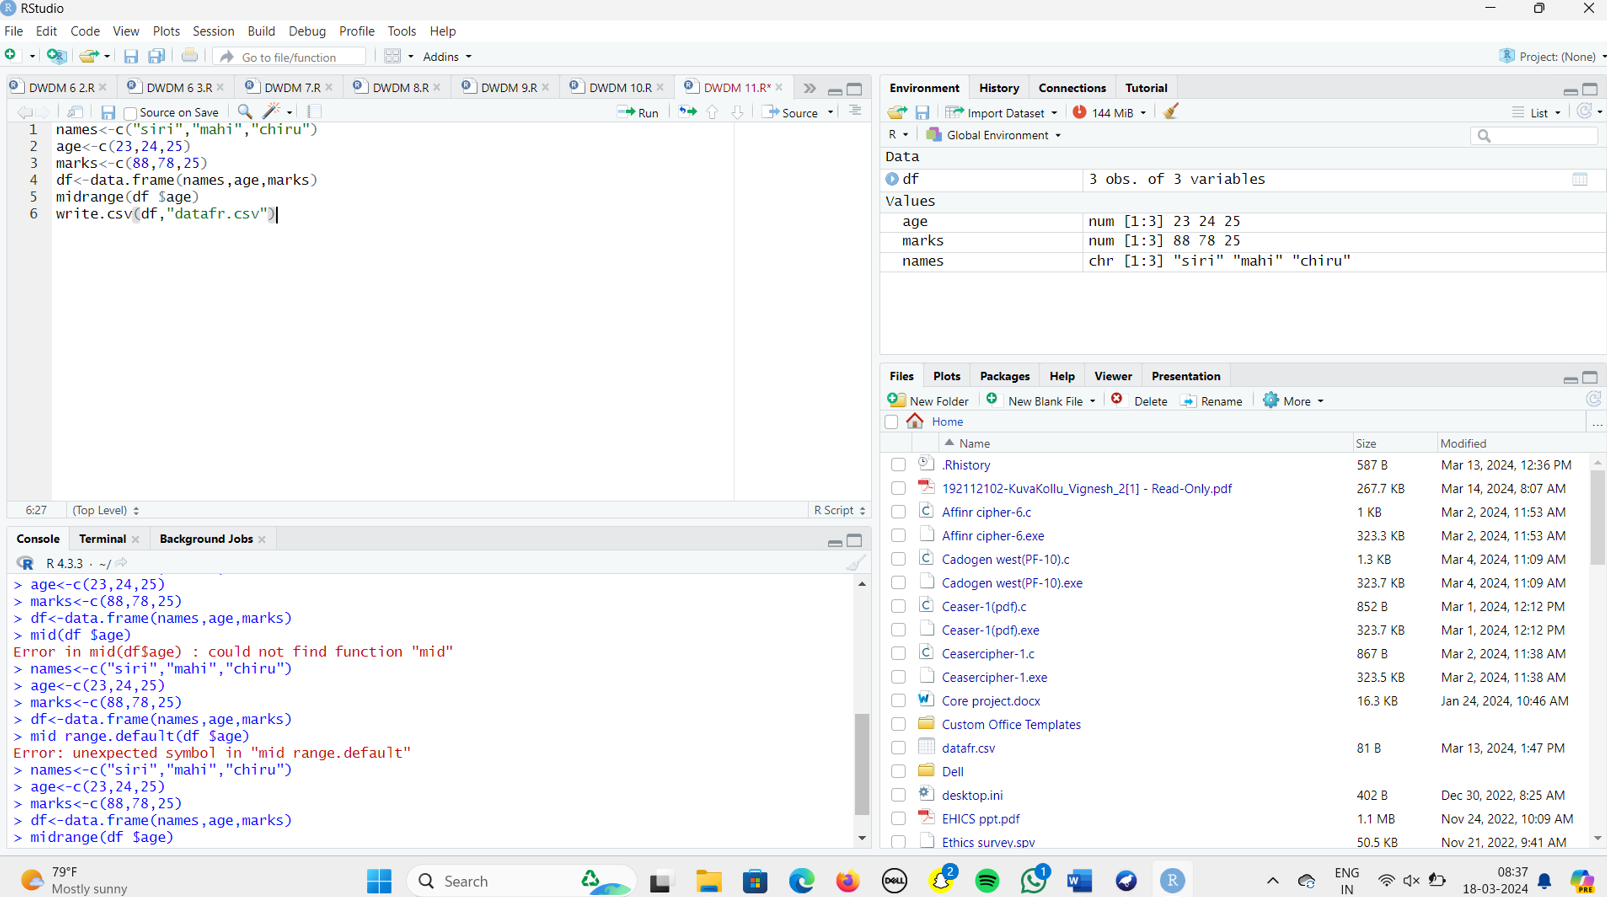 RStudio
File Edit Code View Plots Session Build Debug Profile Tools Help
Go to file/function Addins Project: (None)
DWDM 6 2.R DWDM 6 3.R DWDM 7.R DWDM 8.R DWDM 9.R DWDM 10.R DWDM 11.R*
Source on Save Run Source
1 names<-c("siri","mahi","chiru")
2 age<-c(23,24,25)
3 marks<-c(88,78,25)
4 df<-data.frame(names,age,marks)
5 midrange(df $age)
6 write.csv(df,"datafr.csv")
6:27 (Top Level) R Script
Console Terminal Background Jobs
R 4.3.3 · ~/
> age<-c(23,24,25)
> marks<-c(88,78,25)
> df<-data.frame(names,age,marks)
> mid(df $age)
Error in mid(df$age) : could not find function "mid"
> names<-c("siri","mahi","chiru")
> age<-c(23,24,25)
> marks<-c(88,78,25)
> df<-data.frame(names,age,marks)
> mid range.default(df $age)
Error: unexpected symbol in "mid range.default"
> names<-c("siri","mahi","chiru")
> age<-c(23,24,25)
> marks<-c(88,78,25)
> df<-data.frame(names,age,marks)
> midrange(df $age)
Environment History Connections Tutorial
Import Dataset 144 MiB List
R Global Environment
Data
df 3 obs. of 3 variables
Values
age num [1:3] 23 24 25
marks num [1:3] 88 78 25
names chr [1:3] "siri" "mahi" "chiru"
Files Plots Packages Help Viewer Presentation
New Folder New Blank File Delete Rename More
Home ...
Name Size Modified
.Rhistory 587 B Mar 13, 2024, 12:36 PM
192112102-KuvaKollu_Vignesh_2[1] - Read-Only.pdf 267.7 KB Mar 14, 2024, 8:07 AM
Affinr cipher-6.c 1 KB Mar 2, 2024, 11:53 AM
Affinr cipher-6.exe 323.3 KB Mar 2, 2024, 11:53 AM
Cadogen west(PF-10).c 1.3 KB Mar 4, 2024, 11:09 AM
Cadogen west(PF-10).exe 323.7 KB Mar 4, 2024, 11:09 AM
Ceaser-1(pdf).c 852 B Mar 1, 2024, 12:12 PM
Ceaser-1(pdf).exe 323.7 KB Mar 1, 2024, 12:12 PM
Ceasercipher-1.c 867 B Mar 2, 2024, 11:38 AM
Ceasercipher-1.exe 323.5 KB Mar 2, 2024, 11:38 AM
Core project.docx 16.3 KB Jan 24, 2024, 10:46 AM
Custom Office Templates
datafr.csv 81 B Mar 13, 2024, 1:47 PM
Dell
desktop.ini 402 B Dec 30, 2022, 8:25 AM
EHICS ppt.pdf 1.1 MB Nov 24, 2022, 10:09 AM
Ethics survey.spv 50.5 KB Nov 21, 2022, 9:41 AM
79°F
Mostly sunny
Search
DELL
2
1
ENG
IN
08:37
18-03-2024
PRE